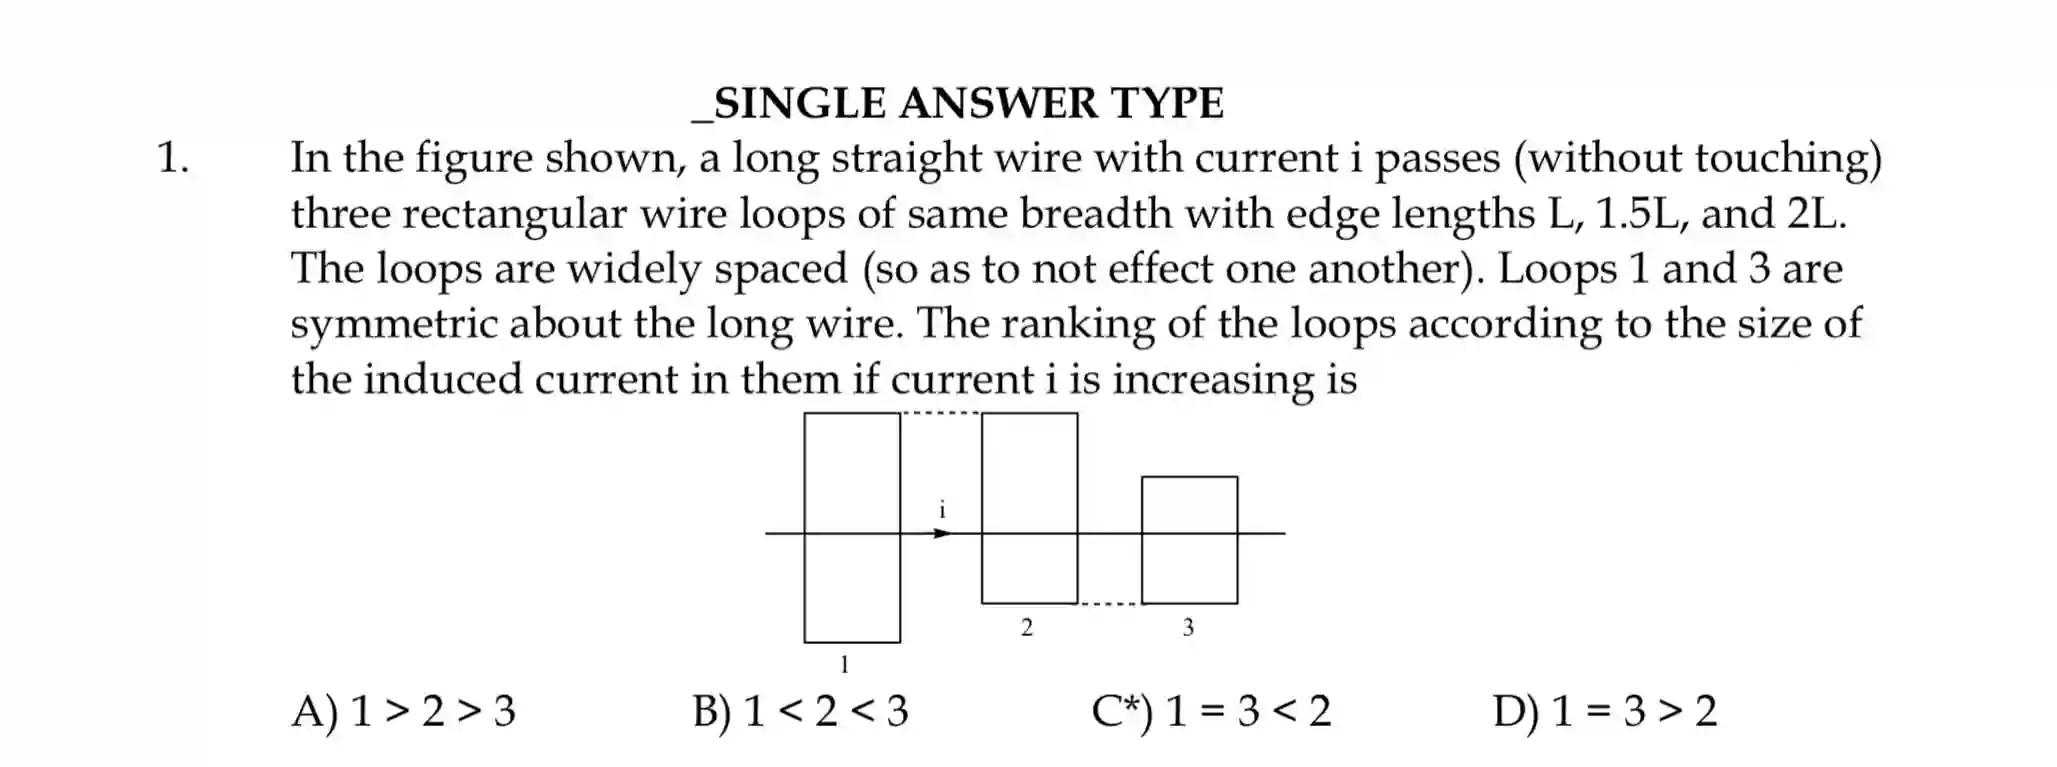 _SINGLE ANSWER TYPE
1. In the figure shown, a long straight wire with current i passes (without touching)
three rectangular wire loops of same breadth with edge lengths L, 1.5L, and 2L.
The loops are widely spaced (so as to not effect one another). Loops 1 and 3 are
symmetric about the long wire. The ranking of the loops according to the size of
the induced current in them if current i is increasing is
i
2
3
1
A) 1 > 2 > 3 B) 1 < 2 < 3 C*) 1 = 3 < 2 D) 1 = 3 > 2